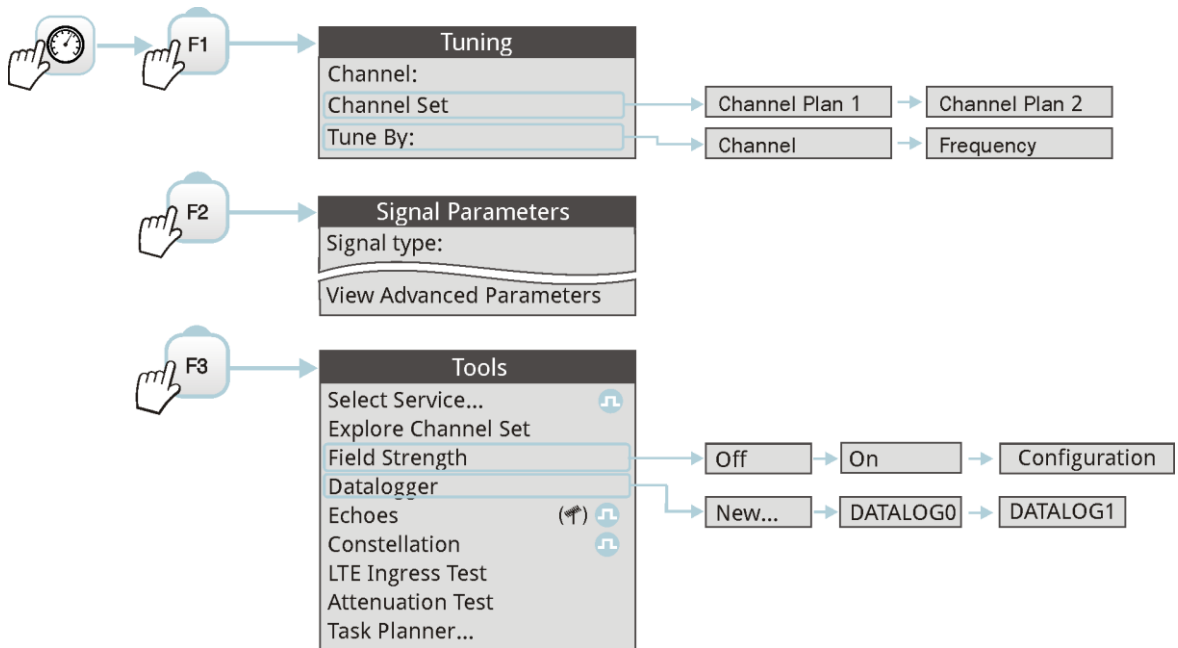 F1
Tuning
Channel:
Channel Set
Channel Plan 1
Channel Plan 2
Tune By:
Channel
Frequency
F2
Signal Parameters
Signal type:
View Advanced Parameters
F3
Tools
Select Service...
Explore Channel Set
Field Strength
Off
On
Configuration
Datalogger
New...
DATALOG0
DATALOG1
Echoes
Constellation
LTE Ingress Test
Attenuation Test
Task Planner...